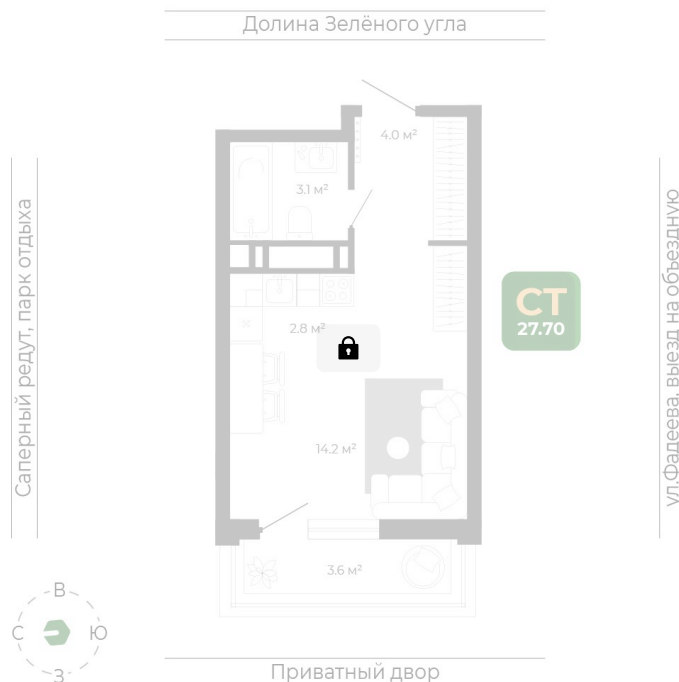 Долина Зелёного угла
4.0 м²
3.1 м²
Саперный редут, парк отдыха
ул.Фадеева, выезд на объездную
СТ
27.70
2.8 м²
14.2 м²
3.6 м²
В
С
Ю
З
Приватный двор